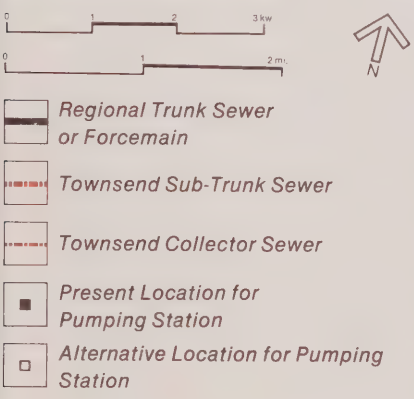 0 1 2 3 kw
0 1 2 mi.
N
Regional Trunk Sewer
or Forcemain
Townsend Sub-Trunk Sewer
Townsend Collector Sewer
Present Location for
Pumping Station
Alternative Location for Pumping
Station